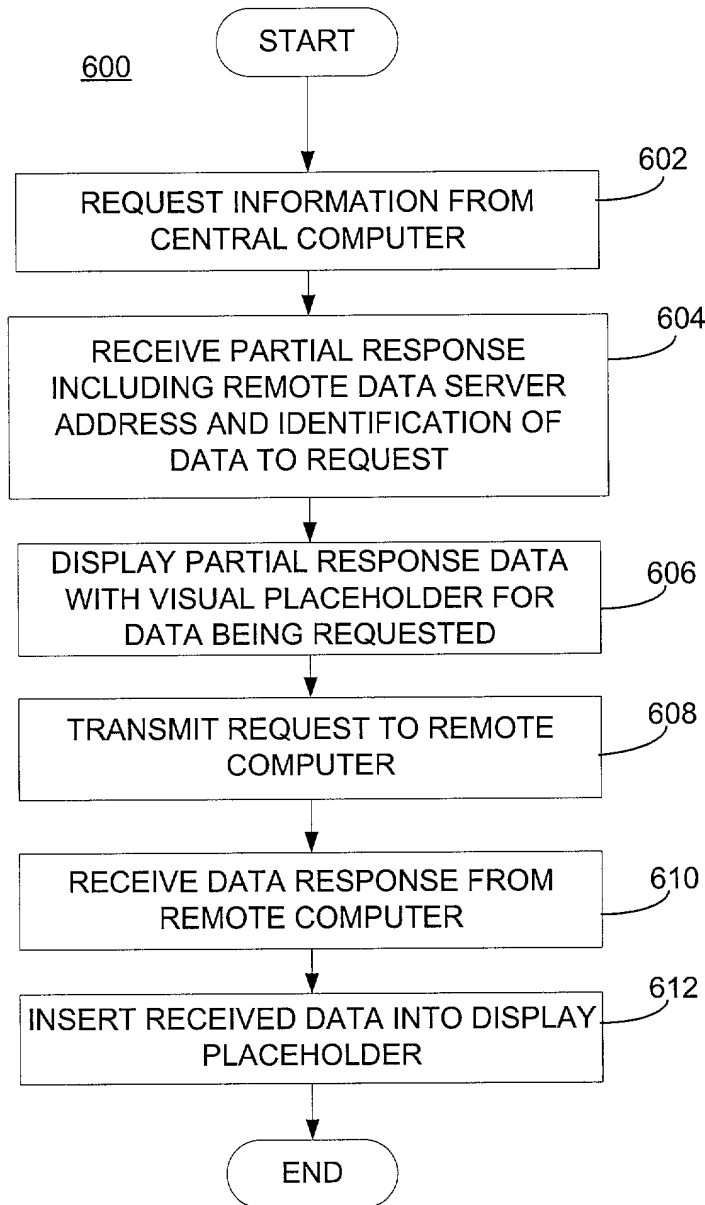 START
600
602
REQUEST INFORMATION FROM
CENTRAL COMPUTER
604
RECEIVE PARTIAL RESPONSE
INCLUDING REMOTE DATA SERVER
ADDRESS AND IDENTIFICATION OF
DATA TO REQUEST
DISPLAY PARTIAL RESPONSE DATA
WITH VISUAL PLACEHOLDER FOR
DATA BEING REQUESTED
606
TRANSMIT REQUEST TO REMOTE
COMPUTER
608
RECEIVE DATA RESPONSE FROM
REMOTE COMPUTER
610
612
INSERT RECEIVED DATA INTO DISPLAY
PLACEHOLDER
END